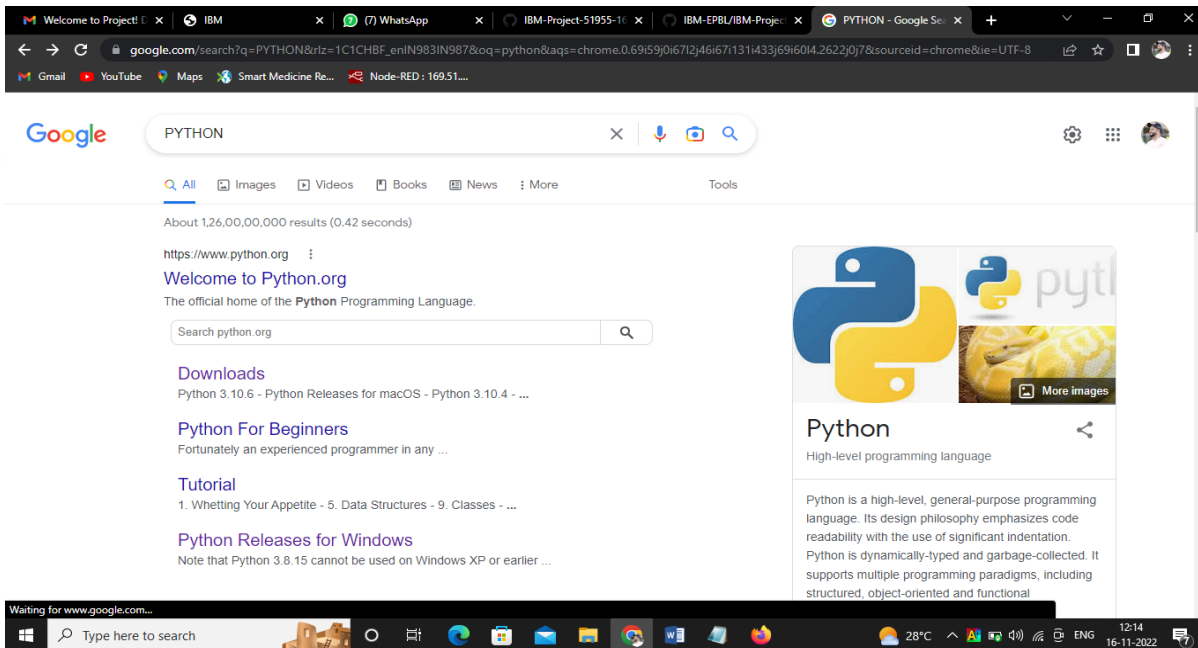 Welcome to Project! D
IBM
(7) WhatsApp
IBM-Project-51955-16
IBM-EPBL/IBM-Project
PYTHON - Google Sea
google.com/search?q=PYTHON&rlz=1C1CHBF_enIN983IN987&oq=python&aqs=chrome.0.69i59j0i67l2j46i67i131i433j69i60l4.2622j0j7&sourceid=chrome&ie=UTF-8
Gmail YouTube Maps Smart Medicine Re... Node-RED : 169.51....
Google
PYTHON
All Images Videos Books News More Tools
About 1,26,00,00,000 results (0.42 seconds)
https://www.python.org
Welcome to Python.org
The official home of the Python Programming Language.
Search python.org
Downloads
Python 3.10.6 - Python Releases for macOS - Python 3.10.4 - ...
Python For Beginners
Fortunately an experienced programmer in any ...
Tutorial
1. Whetting Your Appetite - 5. Data Structures - 9. Classes - ...
Python Releases for Windows
Note that Python 3.8.15 cannot be used on Windows XP or earlier ...
pyth
More images
Python
High-level programming language
Python is a high-level, general-purpose programming
language. Its design philosophy emphasizes code
readability with the use of significant indentation.
Python is dynamically-typed and garbage-collected. It
supports multiple programming paradigms, including
structured, object-oriented and functional
Waiting for www.google.com...
Type here to search
28°C
ENG
12:14
16-11-2022
7